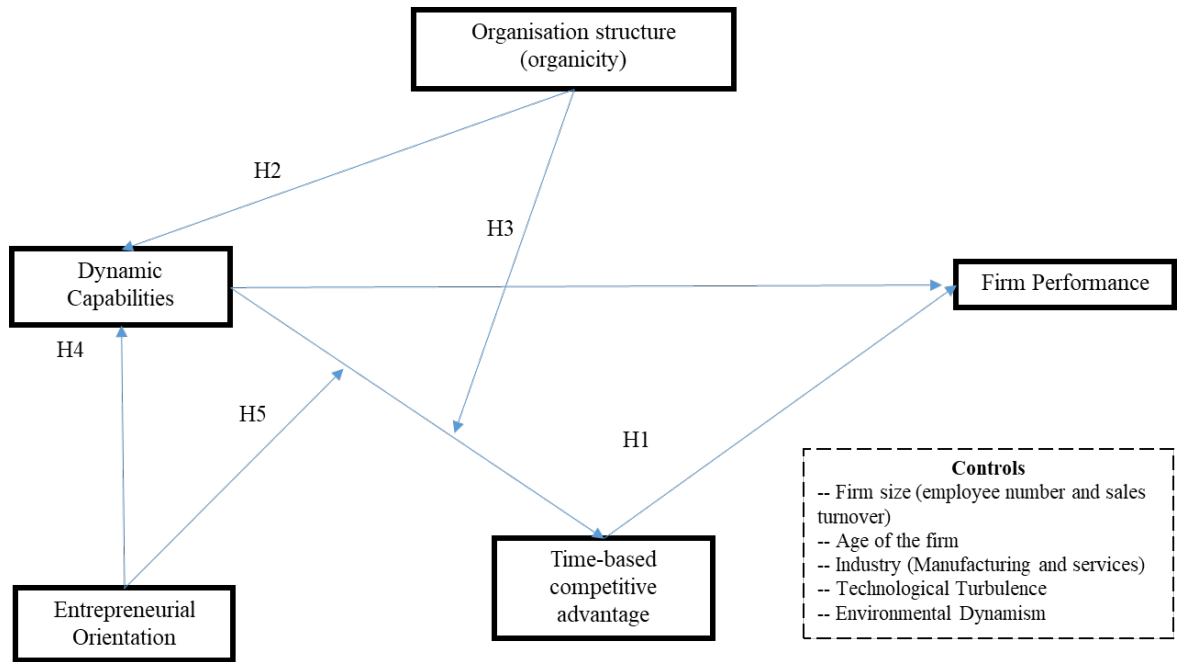 Organisation structure
(organicity)
H2
H3
Dynamic
Capabilities
Firm Performance
H4
H5
H1
Controls
-- Firm size (employee number and sales
turnover)
-- Age of the firm
-- Industry (Manufacturing and services)
-- Technological Turbulence
-- Environmental Dynamism
Time-based
competitive
advantage
Entrepreneurial
Orientation